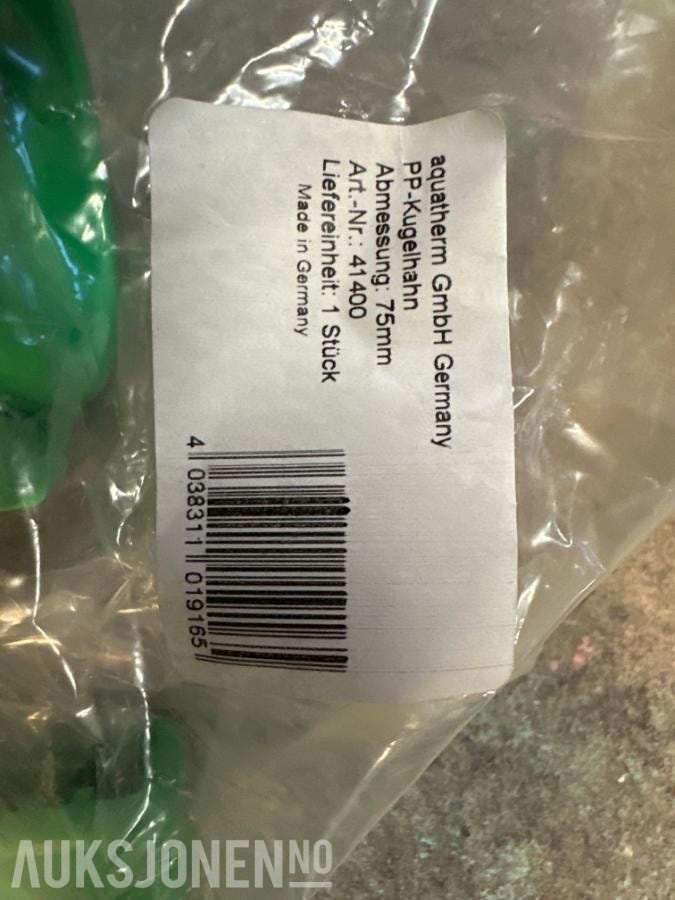 aquatherm GmbH Germany
PP-Kugelhahn
Abmessung: 75mm
Art.-Nr.: 41400
Liefereinheit: 1 Stück
Made in Germany
4 038311 019165
AUKSJONEN NO